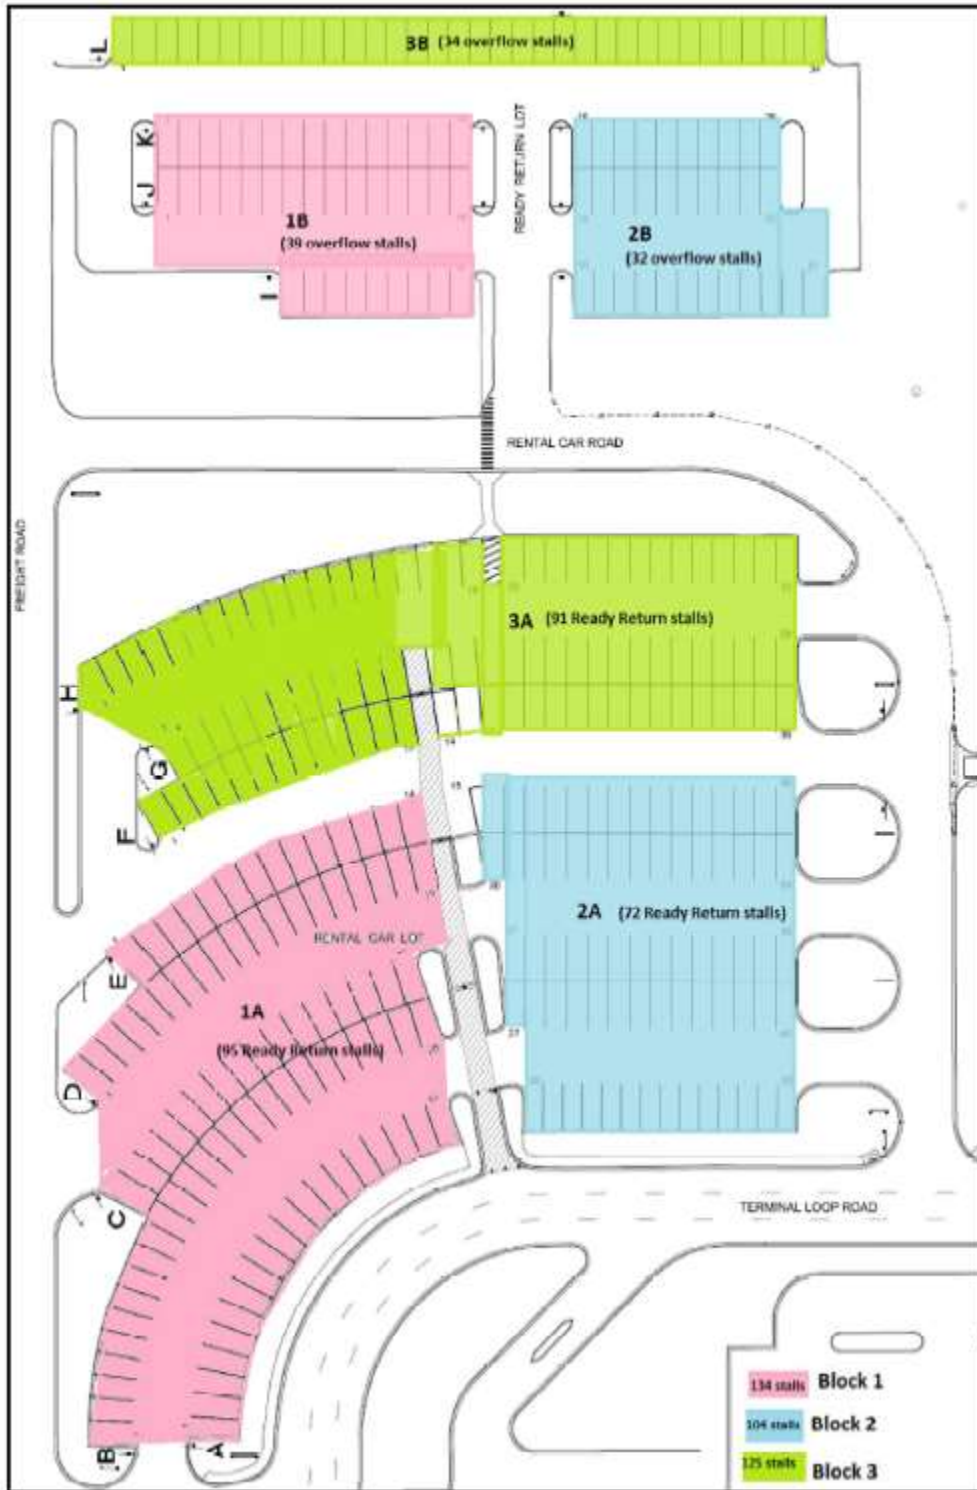 3B (34 overflow stalls)
L
K
J
READY RETURN LOT
1B
(39 overflow stalls)
2B
(32 overflow stalls)
I
RENTAL CAR ROAD
FREIGHT ROAD
3A (91 Ready Return stalls)
H
G
F
14
15
2A (72 Ready Return stalls)
RENTAL CAR LOT
E
1A
(95 Ready Return stalls)
D
C
TERMINAL LOOP ROAD
B
A
134 stalls Block 1
104 stalls Block 2
125 stalls Block 3